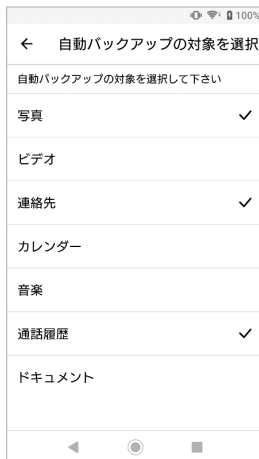 100%
自動バックアップの対象を選択
自動バックアップの対象を選択して下さい
写真
ビデオ
連絡先
カレンダー
音楽
通話履歴
ドキュメント